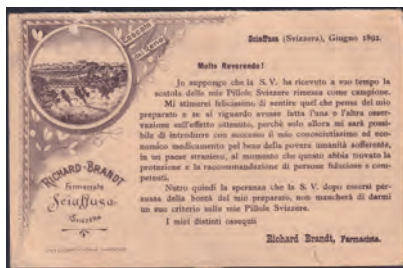 Sciaffusa (Svizzera), Giugno 1892.
Molto Reverendo!
Io suppongo che la S. V. ha ricevuto a suo tempo la
scatola delle mie Pillole Svizzere rimessa come campione.
Mi stimerei felicissimo di sentire quel che pensa del mio
preparato e se al riguardo avesse fatta l'una o l'altra osser-
vazione sull'effetto ottenuto, perchè solo allora mi sarà possi-
bile di introdurre con successo il mio conosciutissimo ed eco-
nomico medicamento pel bene della povera umanità sofferente,
in un paese straniero, al momento che questo abbia trovata la
protezione e la raccommandazione di persone fiduciose e com-
petenti.
Nutro quindi la speranza che la S. V. dopo essersi per-
suasa della bontà del mio preparato, non mancherà di darmi
un suo criterio sulle mie Pillole Svizzere.
I miei distinti ossequii
Richard Brandt, Farmacista.
RICHARD-BRANDT
Farmacista
Sciaffusa
SVIZZERA